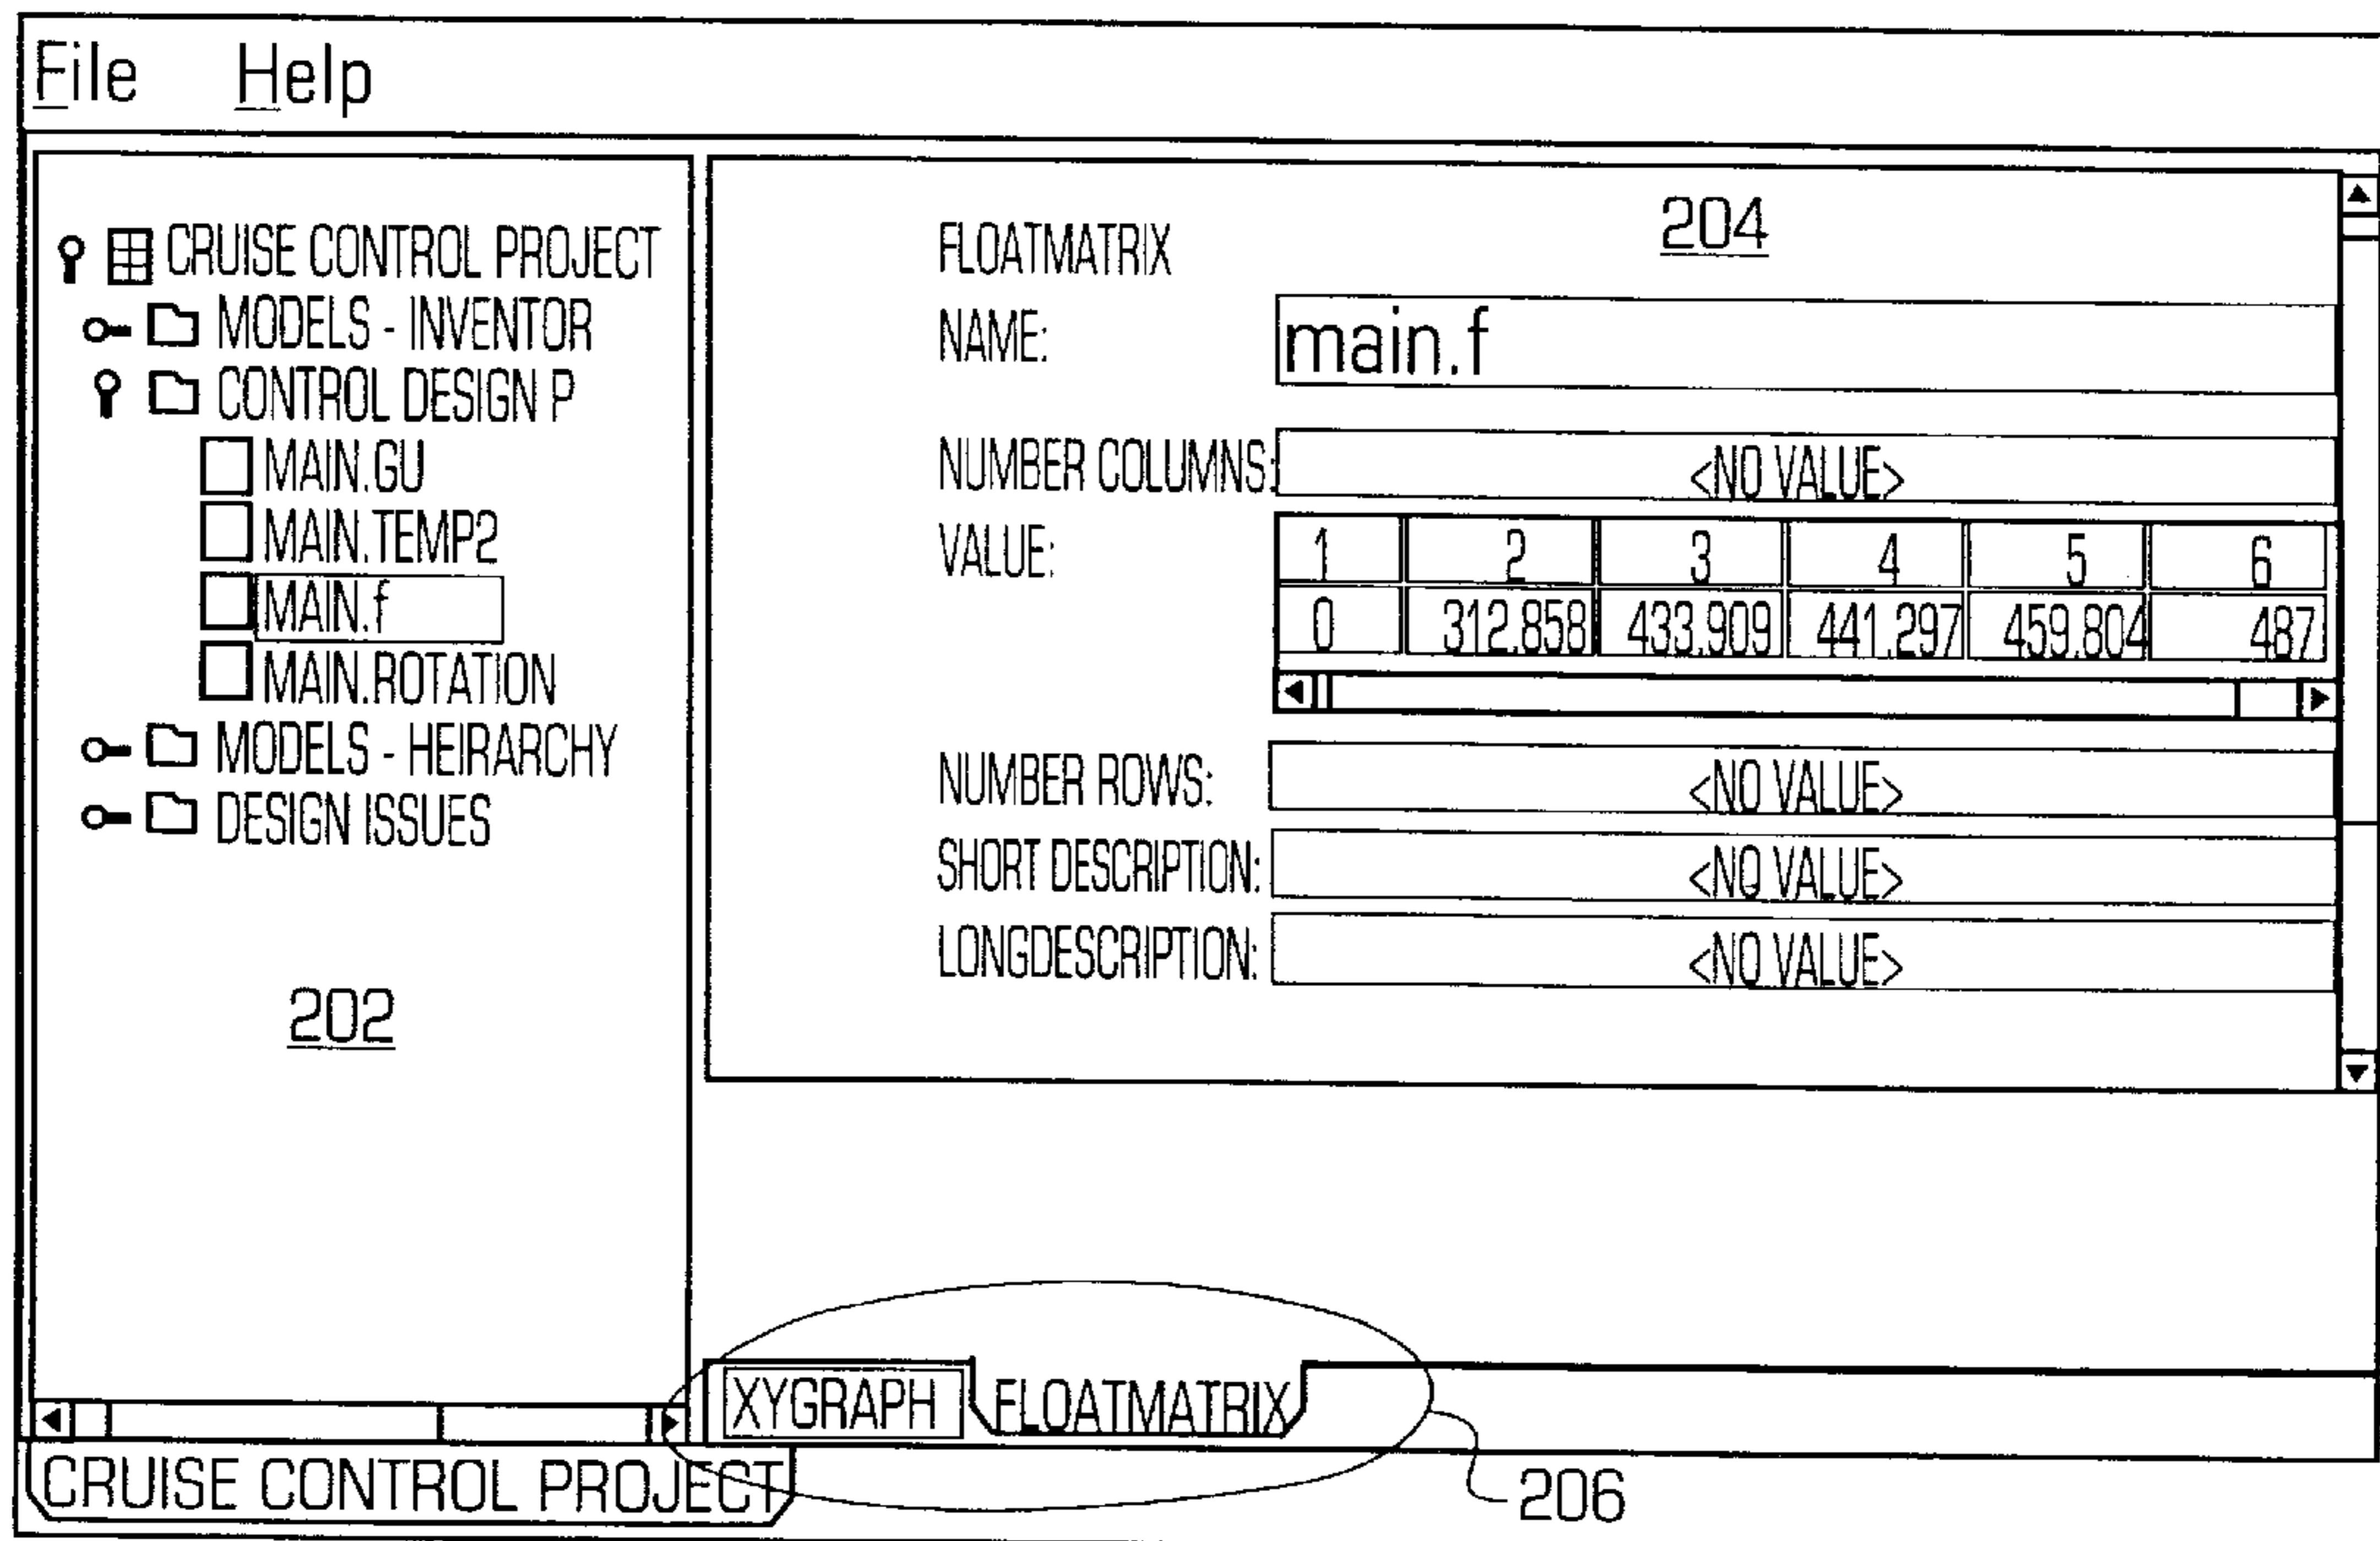 File Help
CRUISE CONTROL PROJECT
MODELS - INVENTOR
CONTROL DESIGN P
MAIN.GU
MAIN.TEMP2
MAIN.f
MAIN.ROTATION
MODELS - HEIRARCHY
DESIGN ISSUES
202
204
FLOATMATRIX
NAME: main.f
NUMBER COLUMNS: <NO VALUE>
VALUE: 1 2 3 4 5 6
0 312.858 433.909 441.297 459.804 487
NUMBER ROWS: <NO VALUE>
SHORT DESCRIPTION: <NO VALUE>
LONGDESCRIPTION: <NO VALUE>
XYGRAPH FLOATMATRIX
CRUISE CONTROL PROJECT
206